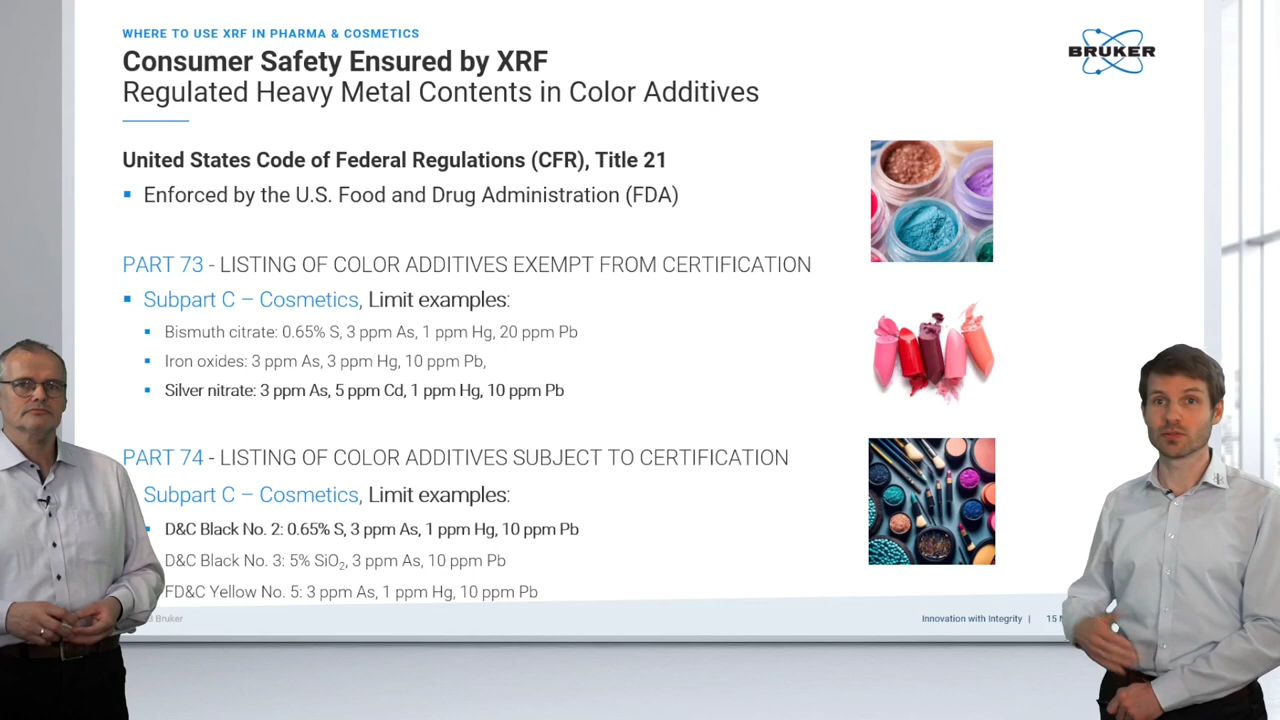 WHERE TO USE XRF IN PHARMA & COSMETICS
Consumer Safety Ensured by XRF
Regulated Heavy Metal Contents in Color Additives
BRUKER
United States Code of Federal Regulations (CFR), Title 21
Enforced by the U.S. Food and Drug Administration (FDA)
PART 73 - LISTING OF COLOR ADDITIVES EXEMPT FROM CERTIFICATION
Subpart C – Cosmetics, Limit examples:
Bismuth citrate: 0.65% S, 3 ppm As, 1 ppm Hg, 20 ppm Pb
Iron oxides: 3 ppm As, 3 ppm Hg, 10 ppm Pb,
Silver nitrate: 3 ppm As, 5 ppm Cd, 1 ppm Hg, 10 ppm Pb
PART 74 - LISTING OF COLOR ADDITIVES SUBJECT TO CERTIFICATION
Subpart C – Cosmetics, Limit examples:
D&C Black No. 2: 0.65% S, 3 ppm As, 1 ppm Hg, 10 ppm Pb
D&C Black No. 3: 5% SiO₂, 3 ppm As, 10 ppm Pb
FD&C Yellow No. 5: 3 ppm As, 1 ppm Hg, 10 ppm Pb
Bruker
Innovation with Integrity | 15